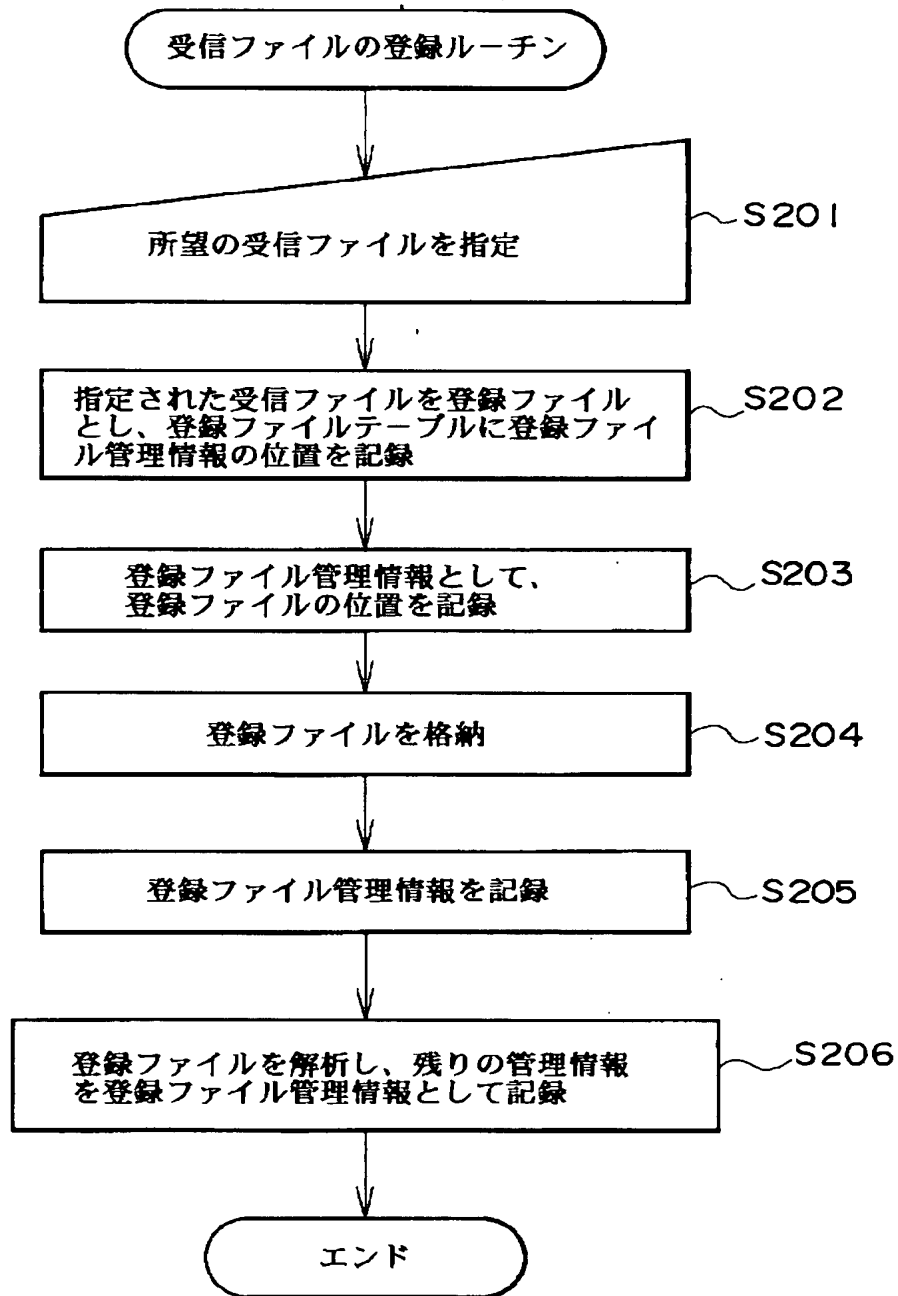 受信ファイルの登録ルーチン
所望の受信ファイルを指定
S201
指定された受信ファイルを登録ファイル
とし、登録ファイルテーブルに登録ファイ
ル管理情報の位置を記録
S202
登録ファイル管理情報として、
登録ファイルの位置を記録
S203
登録ファイルを格納
S204
登録ファイル管理情報を記録
S205
登録ファイルを解析し、残りの管理情報
を登録ファイル管理情報として記録
S206
エンド